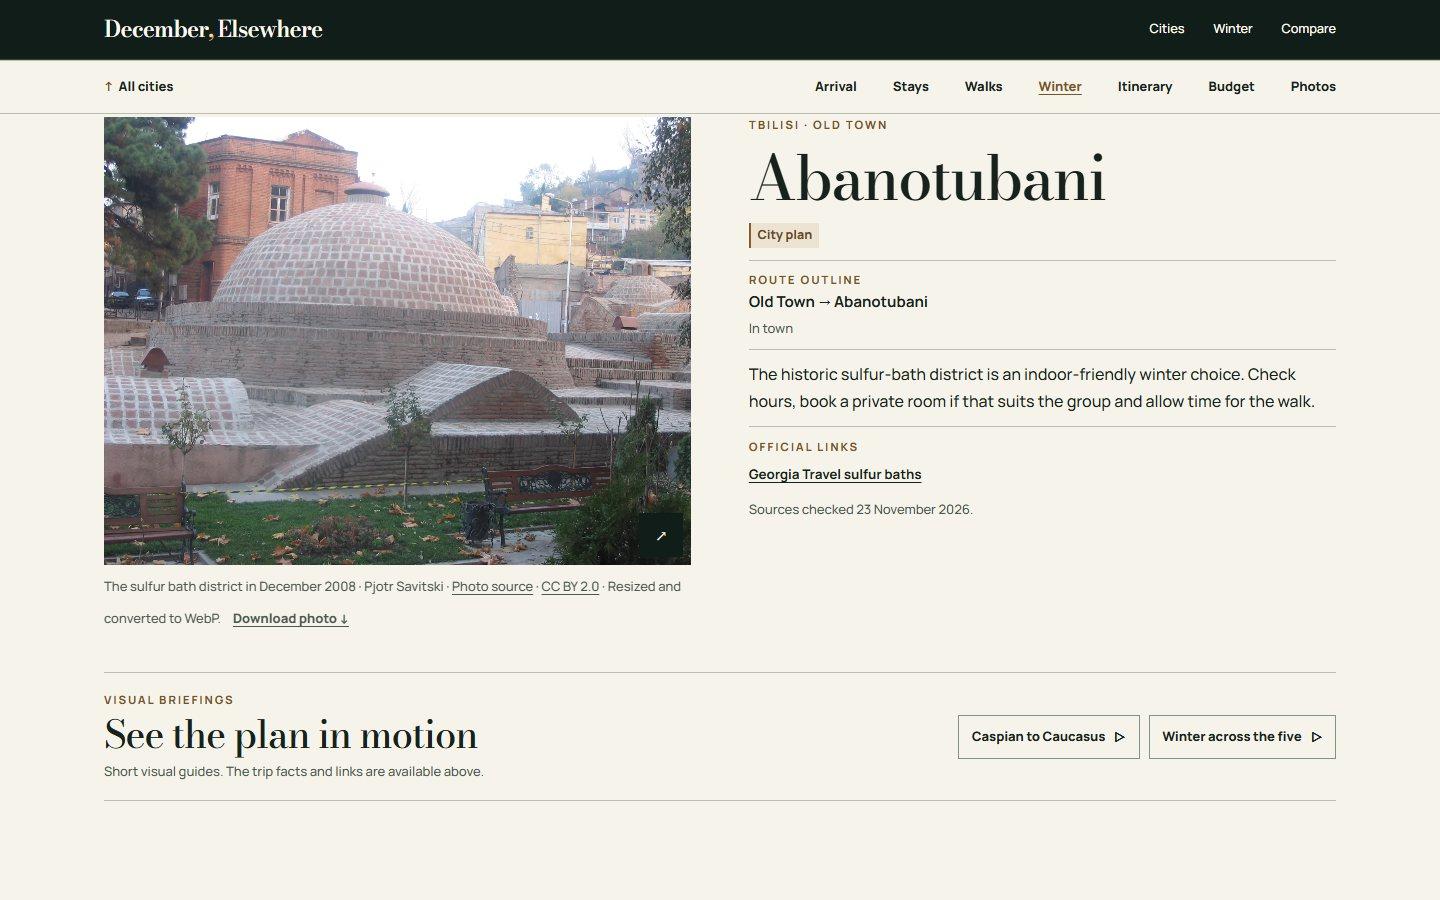 December, Elsewhere
Cities Winter Compare
↑ All cities
Arrival Stays Walks Winter Itinerary Budget Photos
TBILISI · OLD TOWN
Abanotubani
City plan
ROUTE OUTLINE
Old Town → Abanotubani
In town
The historic sulfur-bath district is an indoor-friendly winter choice. Check
hours, book a private room if that suits the group and allow time for the walk.
OFFICIAL LINKS
Georgia Travel sulfur baths
Sources checked 23 November 2026.
The sulfur bath district in December 2008 · Pjotr Savitski · Photo source · CC BY 2.0 · Resized and
converted to WebP. Download photo ↓
VISUAL BRIEFINGS
See the plan in motion
Short visual guides. The trip facts and links are available above.
Caspian to Caucasus
Winter across the five